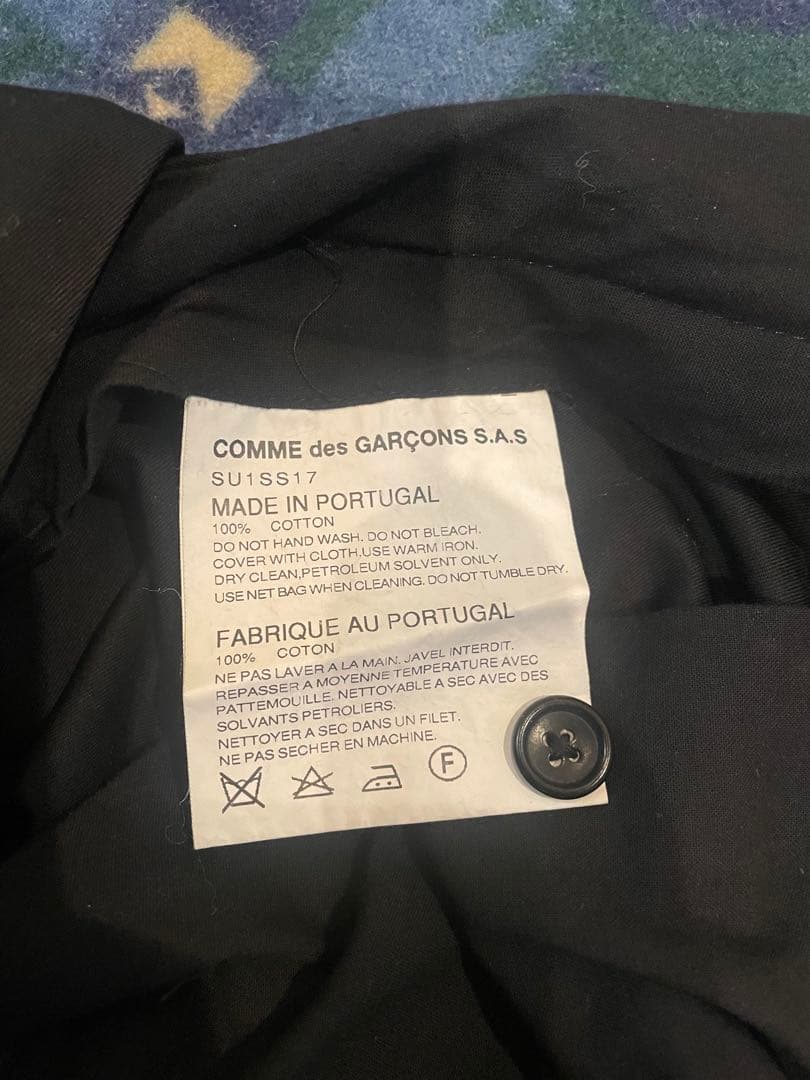 COMME des GARÇONS S.A.S
SU1SS17
MADE IN PORTUGAL
100% COTTON
DO NOT HAND WASH. DO NOT BLEACH.
COVER WITH CLOTH,USE WARM IRON.
DRY CLEAN,PETROLEUM SOLVENT ONLY.
USE NET BAG WHEN CLEANING. DO NOT TUMBLE DRY.
FABRIQUE AU PORTUGAL
100% COTON
NE PAS LAVER A LA MAIN. JAVEL INTERDIT.
REPASSER A MOYENNE TEMPERATURE AVEC
PATTEMOUILLE. NETTOYABLE A SEC AVEC DES
SOLVANTS PETROLIERS.
NETTOYER A SEC DANS UN FILET.
NE PAS SECHER EN MACHINE.
F